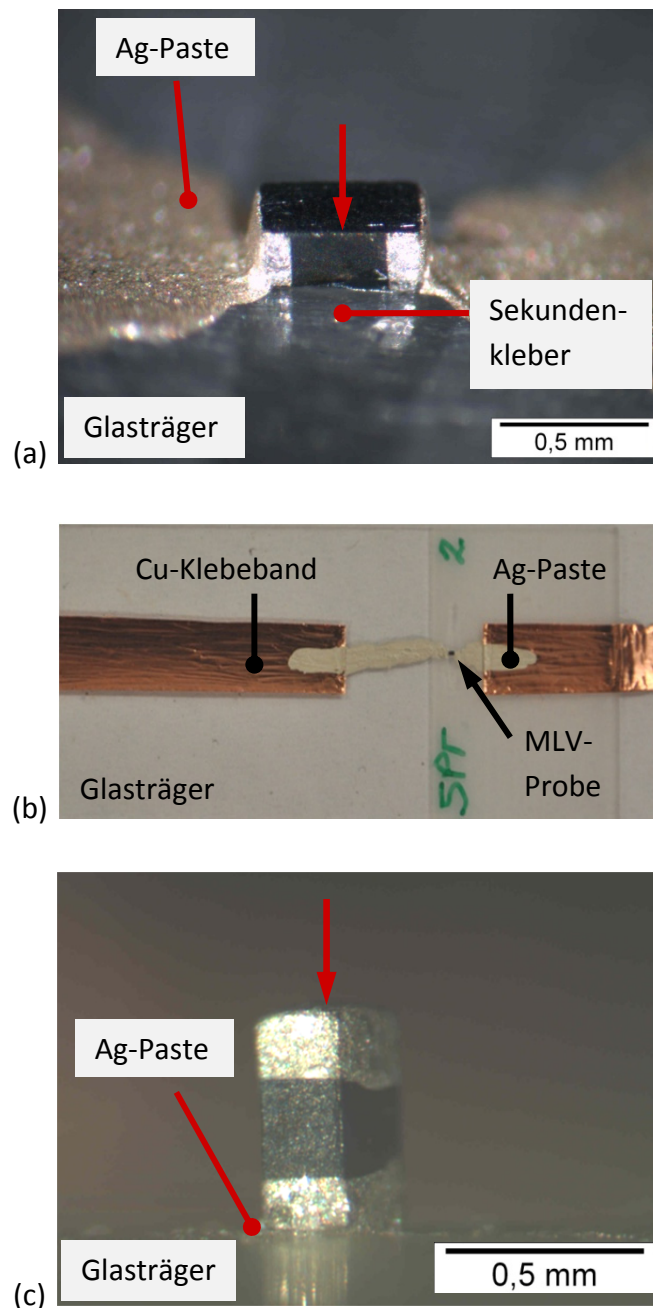 Ag-Paste
Sekunden-
kleber
Glasträger
0,5 mm
(a)
Cu-Klebeband
2
Ag-Paste
MLV-
Probe
5Pr
Glasträger
(b)
Ag-Paste
Glasträger
0,5 mm
(c)